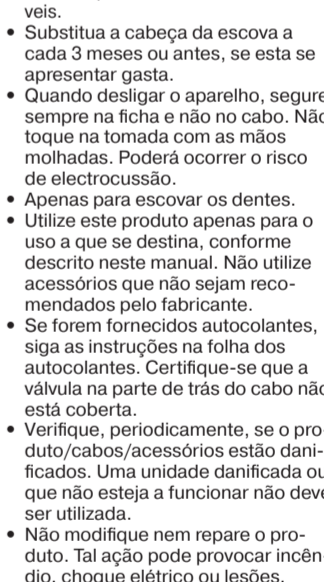 veis.
• Substitua a cabeça da escova a
cada 3 meses ou antes, se esta se
apresentar gasta.
• Quando desligar o aparelho, segure
sempre na ficha e não no cabo. Não
toque na tomada com as mãos
molhadas. Poderá ocorrer o risco
de electrocussão.
• Apenas para escovar os dentes.
• Utilize este produto apenas para o
uso a que se destina, conforme
descrito neste manual. Não utilize
acessórios que não sejam reco-
mendados pelo fabricante.
• Se forem fornecidos autocolantes,
siga as instruções na folha dos
autocolantes. Certifique-se que a
válvula na parte de trás do cabo não
está coberta.
• Verifique, periodicamente, se o pro-
duto/cabos/acessórios estão dani-
ficados. Uma unidade danificada ou
que não esteja a funcionar não deve
ser utilizada.
• Não modifique nem repare o pro-
duto. Tal ação pode provocar incên-
dio, choque elétrico ou lesões.